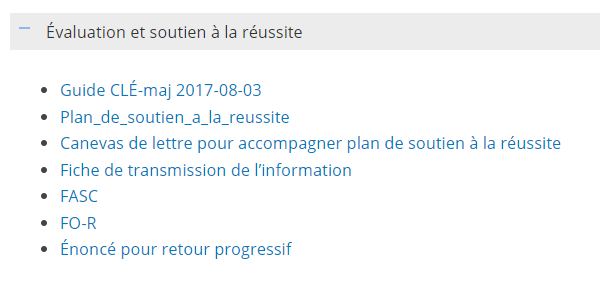 Évaluation et soutien à la réussite
Guide CLÉ-maj 2017-08-03
Plan_de_soutien_a_la_reussite
Canevas de lettre pour accompagner plan de soutien à la réussite
Fiche de transmission de l’information
FASC
FO-R
Énoncé pour retour progressif